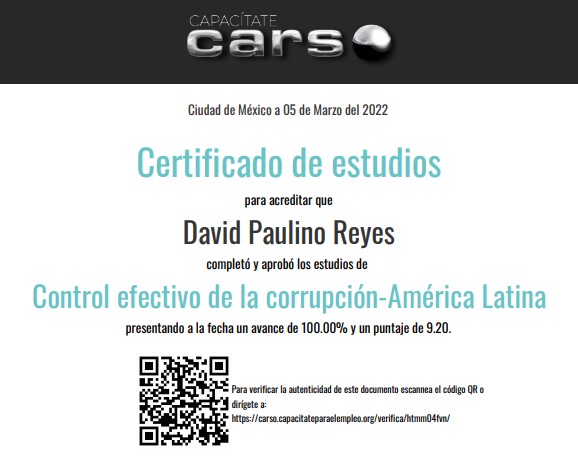 CAPACÍTATE
carso
Ciudad de México a 05 de Marzo del 2022
Certificado de estudios
para acreditar que
David Paulino Reyes
completó y aprobó los estudios de
Control efectivo de la corrupción-América Latina
presentando a la fecha un avance de 100.00% y un puntaje de 9.20.
Para verificar la autenticidad de este documento escannea el código QR o
dirígete a:
https://carso.capacitateparaelempleo.org/verifica/htmm04fvn/